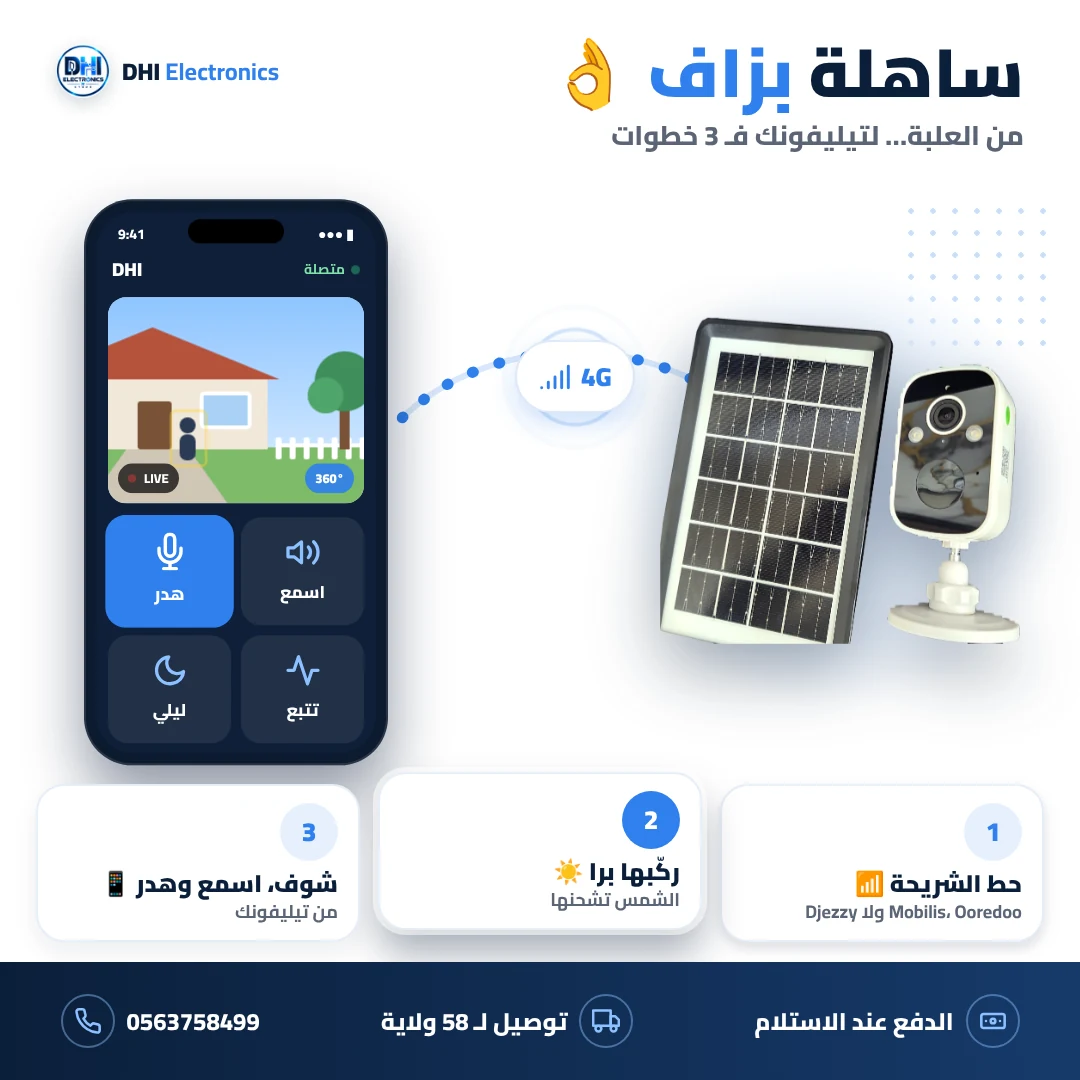 DHI ELECTRONICS
DHI Electronics
ساهلة بزاف 👌
من العلبة... لتيليفونك فـ 3 خطوات
9:41
DHI
متصلة
LIVE
360°
هدر
اسمع
ليلي
تتبع
4G
1
حط الشريحة 📶
Mobilis، Ooredoo ولا Djezzy
2
ركّبها برا ☀️
الشمس تشحنها
3
شوف، اسمع وهدر 📱
من تيليفونك
الدفع عند الاستلام
توصيل لـ 58 ولاية
0563758499